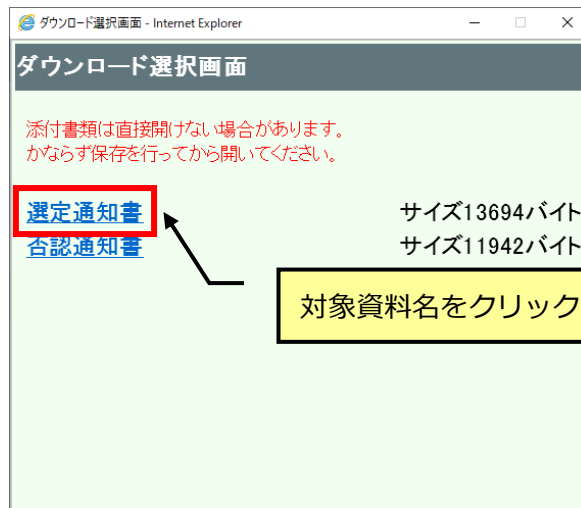 ダウンロード選択画面 - Internet Explorer
ダウンロード選択画面
添付書類は直接開けない場合があります。
かならず保存を行ってから開いてください。
選定通知書 サイズ13694バイト
否認通知書 サイズ11942バイト
対象資料名をクリック